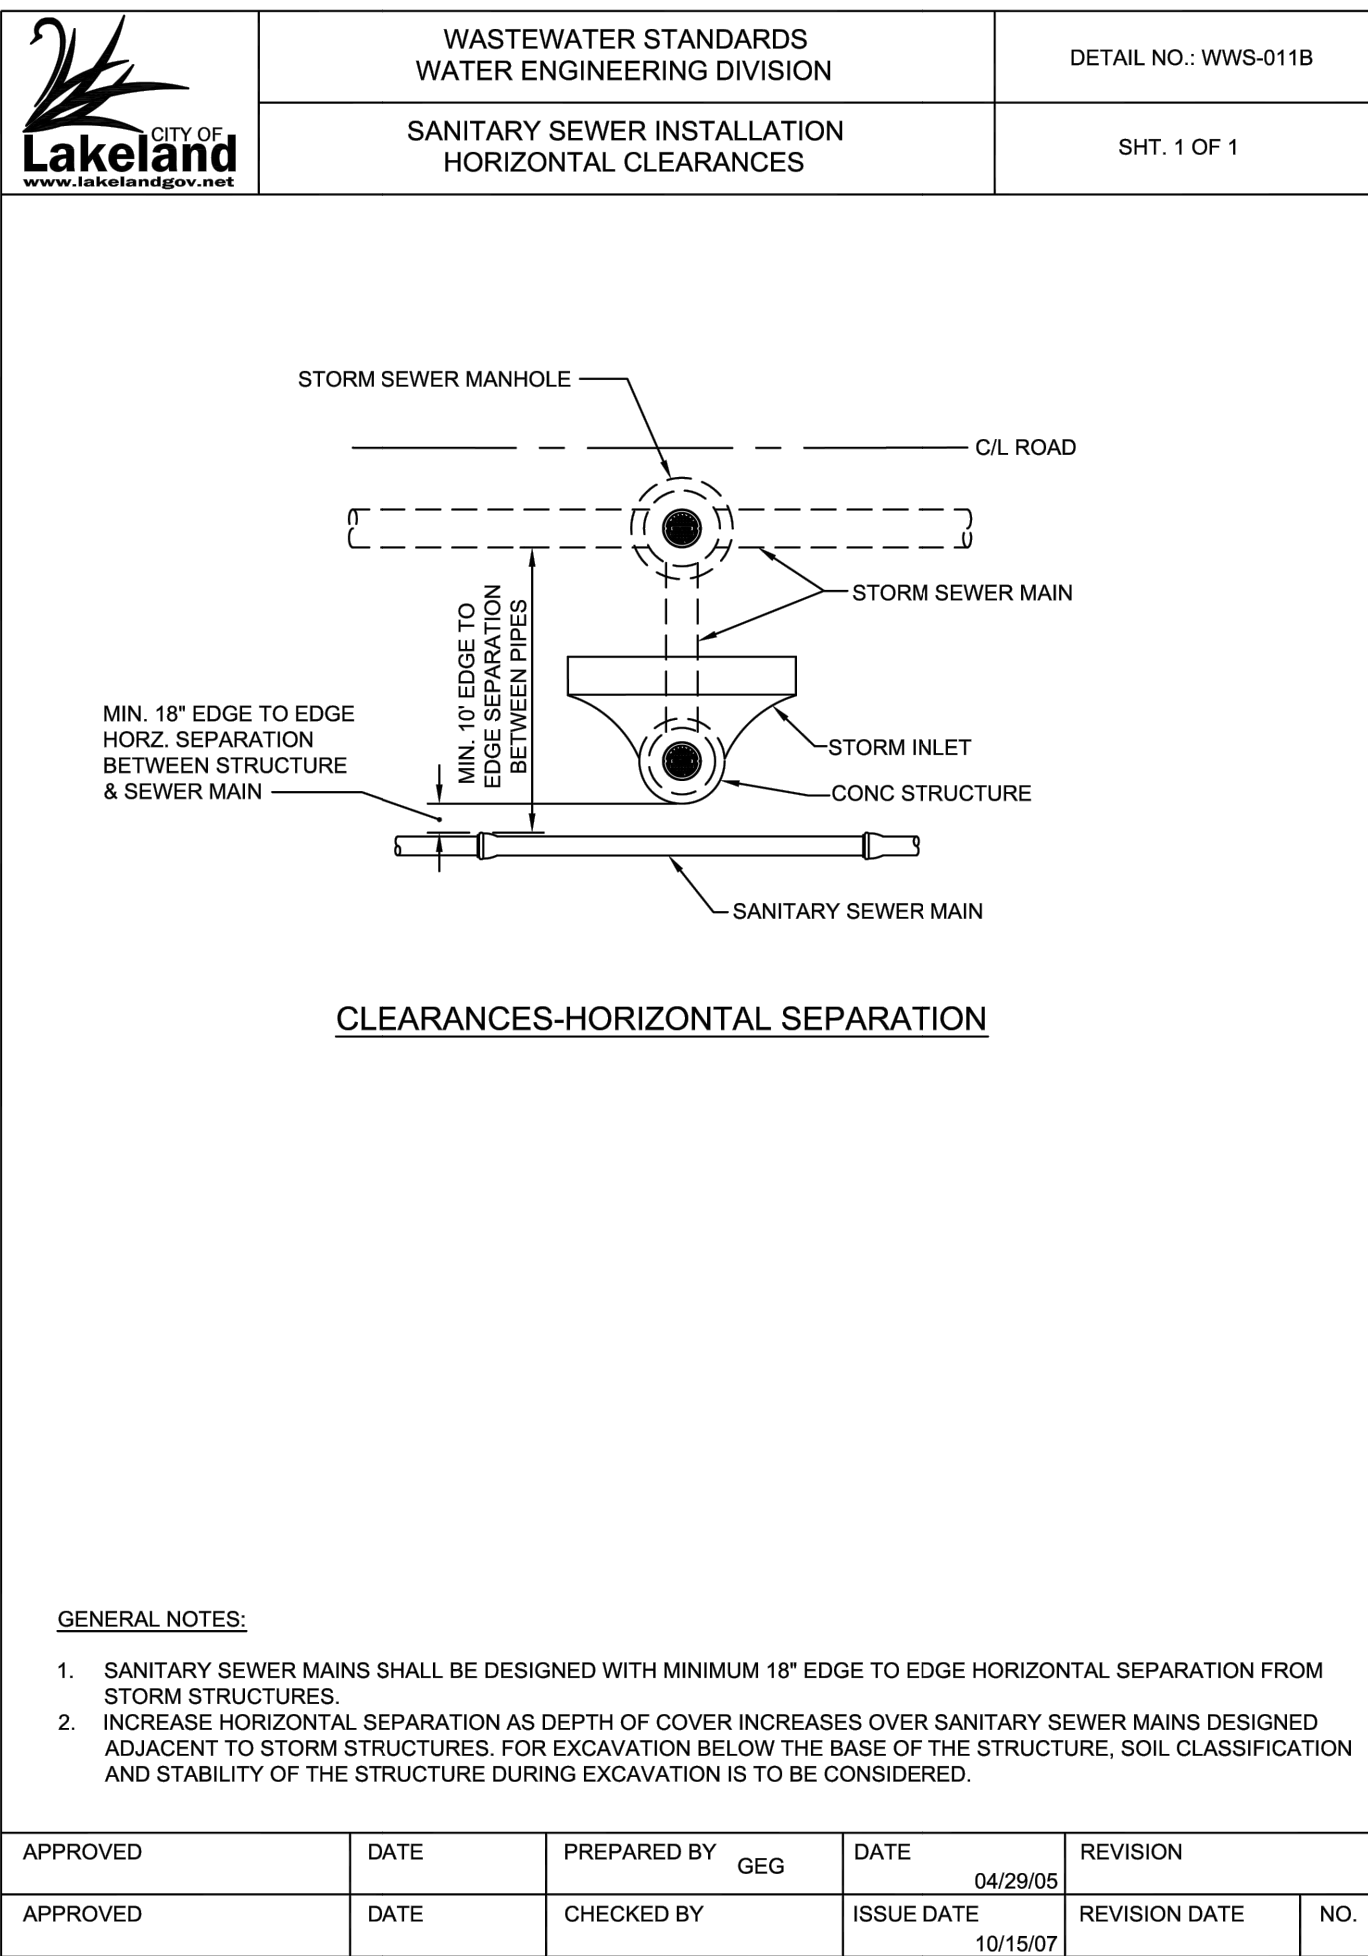 CITY OF
Lakeland
www.lakelandgov.net
WASTEWATER STANDARDS
WATER ENGINEERING DIVISION
DETAIL NO.: WWS-011B
SANITARY SEWER INSTALLATION
HORIZONTAL CLEARANCES
SHT. 1 OF 1
STORM SEWER MANHOLE
C/L ROAD
STORM SEWER MAIN
MIN. 10' EDGE TO
EDGE SEPARATION
BETWEEN PIPES
MIN. 18" EDGE TO EDGE
HORZ. SEPARATION
BETWEEN STRUCTURE
& SEWER MAIN
STORM INLET
CONC STRUCTURE
SANITARY SEWER MAIN
CLEARANCES-HORIZONTAL SEPARATION
GENERAL NOTES:
1. SANITARY SEWER MAINS SHALL BE DESIGNED WITH MINIMUM 18" EDGE TO EDGE HORIZONTAL SEPARATION FROM
STORM STRUCTURES.
2. INCREASE HORIZONTAL SEPARATION AS DEPTH OF COVER INCREASES OVER SANITARY SEWER MAINS DESIGNED
ADJACENT TO STORM STRUCTURES. FOR EXCAVATION BELOW THE BASE OF THE STRUCTURE, SOIL CLASSIFICATION
AND STABILITY OF THE STRUCTURE DURING EXCAVATION IS TO BE CONSIDERED.
APPROVED
DATE
PREPARED BY
GEG
DATE
04/29/05
REVISION
APPROVED
DATE
CHECKED BY
ISSUE DATE
10/15/07
REVISION DATE
NO.